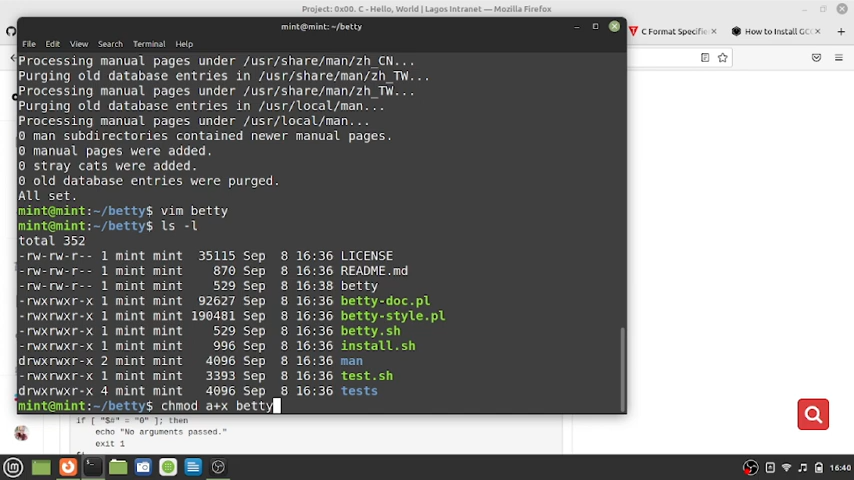 Project: 0x00. C - Hello, World | Lagos Intranet — Mozilla Firefox
mint@mint: ~/betty
File Edit View Search Terminal Help
C Format Specifie
How to Install GC
Processing manual pages under /usr/share/man/zh_CN...
Purging old database entries in /usr/share/man/zh_TW...
Processing manual pages under /usr/share/man/zh_TW...
Purging old database entries in /usr/local/man...
Processing manual pages under /usr/local/man...
0 man subdirectories contained newer manual pages.
0 manual pages were added.
0 stray cats were added.
0 old database entries were purged.
All set.
mint@mint:~/betty$ vim betty
mint@mint:~/betty$ ls -l
total 352
-rw-rw-r-- 1 mint mint 35115 Sep 8 16:36 LICENSE
-rw-rw-r-- 1 mint mint 870 Sep 8 16:36 README.md
-rw-rw-r-- 1 mint mint 529 Sep 8 16:38 betty
-rwxrwxr-x 1 mint mint 92627 Sep 8 16:36 betty-doc.pl
-rwxrwxr-x 1 mint mint 190481 Sep 8 16:36 betty-style.pl
-rwxrwxr-x 1 mint mint 529 Sep 8 16:36 betty.sh
-rwxrwxr-x 1 mint mint 996 Sep 8 16:36 install.sh
drwxrwxr-x 2 mint mint 4096 Sep 8 16:36 man
-rwxrwxr-x 1 mint mint 3393 Sep 8 16:36 test.sh
drwxrwxr-x 4 mint mint 4096 Sep 8 16:36 tests
mint@mint:~/betty$ chmod a+x betty
if [ "$#" = "0" ]; then
echo "No arguments passed."
exit 1
16:40